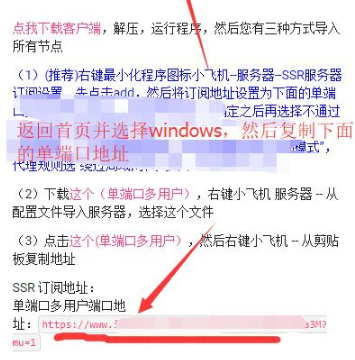 点我下载客户端，解压，运行程序，然后您有三种方式导入
所有节点
（1）(推荐)右键最小化程序图标小飞机--服务器--SSR服务器
订阅设置，先点击add，然后将订阅地址设置为下面的单端
定之后再选择不通过
返回首页并选择windows，然后复制下面
的单端口地址
模式"，
代理规则选
（2）下载这个（单端口多用户），右键小飞机 服务器 -- 从
配置文件导入服务器，选择这个文件
（3）点击这个(单端口多用户)，然后右键小飞机 -- 从剪贴
板复制地址
SSR 订阅地址：
单端口多用户端口地
址：https://www. a3M?
mu=1